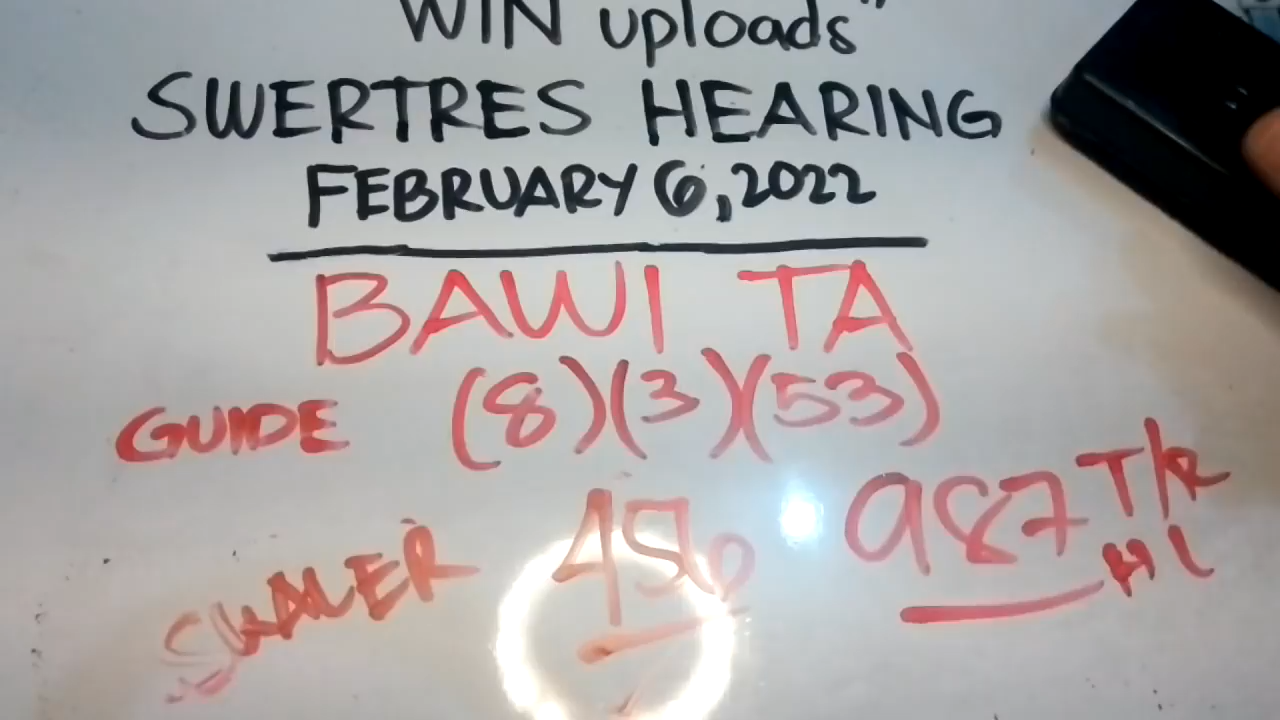 WIN uploads"
SWERTRES HEARING
FEBRUARY 6, 2022
BAWI TA
GUIDE (8)(3)(53)
987 T/R